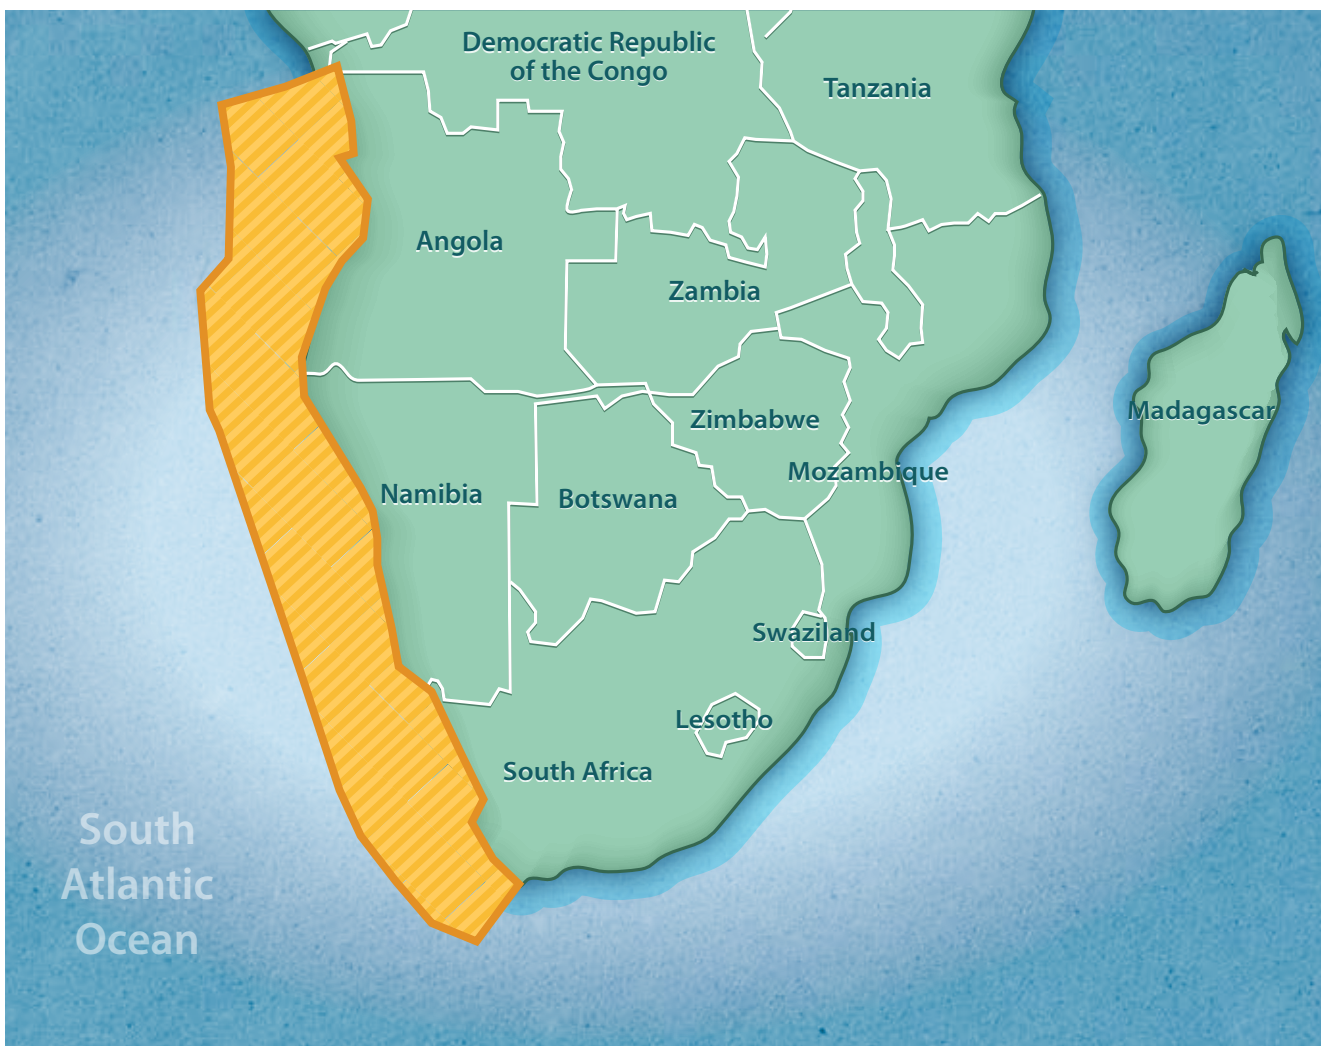 Democratic Republic
of the Congo
Tanzania
Angola
Zambia
Madagascar
Zimbabwe
Mozambique
Namibia
Botswana
Swaziland
Lesotho
South Africa
South
Atlantic
Ocean